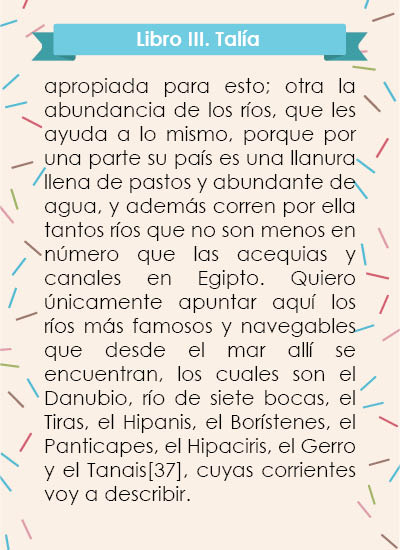 Libro III. Talía
apropiada para esto; otra la
abundancia de los ríos, que les
ayuda a lo mismo, porque por
una parte su país es una llanura
llena de pastos y abundante de
agua, y además corren por ella
tantos ríos que no son menos en
número que las acequias y
canales en Egipto. Quiero
únicamente apuntar aquí los
ríos más famosos y navegables
que desde el mar allí se
encuentran, los cuales son el
Danubio, río de siete bocas, el
Tiras, el Hipanis, el Borístenes, el
Panticapes, el Hipaciris, el Gerro
y el Tanais[37], cuyas corrientes
voy a describir.